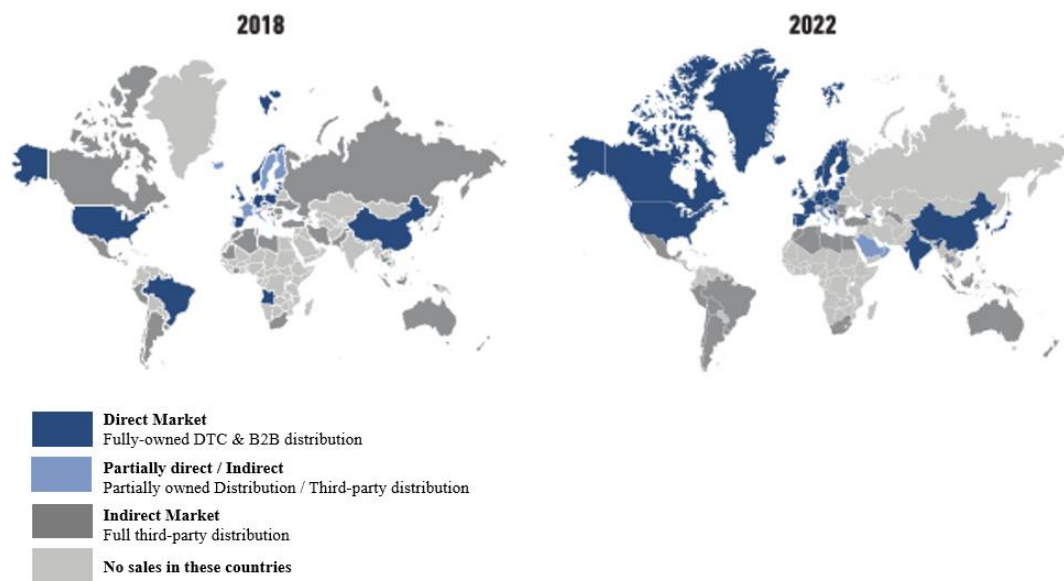 2018
2022
Direct Market
Fully-owned DTC & B2B distribution
Partially direct / Indirect
Partially owned Distribution / Third-party distribution
Indirect Market
Full third-party distribution
No sales in these countries